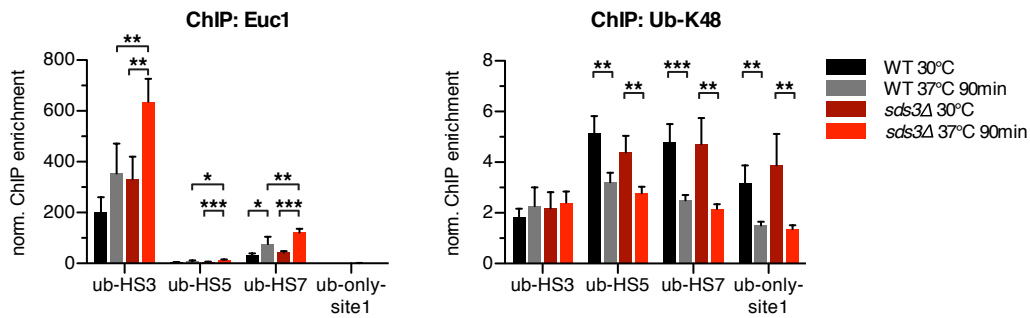 ChIP: Euc1
norm. ChIP enrichment
800
600
400
200
0
** 
**
*
***
*
**
***
ub-HS3
ub-HS5
ub-HS7
ub-only-
site1
ChIP: Ub-K48
norm. ChIP enrichment
8
6
4
2
0
**
**
***
**
**
**
ub-HS3
ub-HS5
ub-HS7
ub-only-
site1
WT 30°C
WT 37°C 90min
sds3Δ 30°C
sds3Δ 37°C 90min